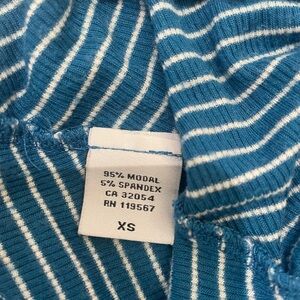 95% MODAL
5% SPANDEX
CA 32054
RN 119567
XS